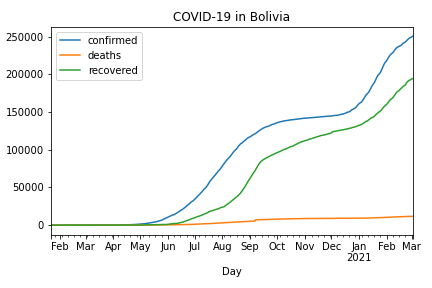 COVID-19 in Bolivia
confirmed
deaths
recovered
250000
200000
150000
100000
50000
0
Feb Mar Apr May Jun Jul Aug Sep Oct Nov Dec Jan Feb Mar
2021
Day